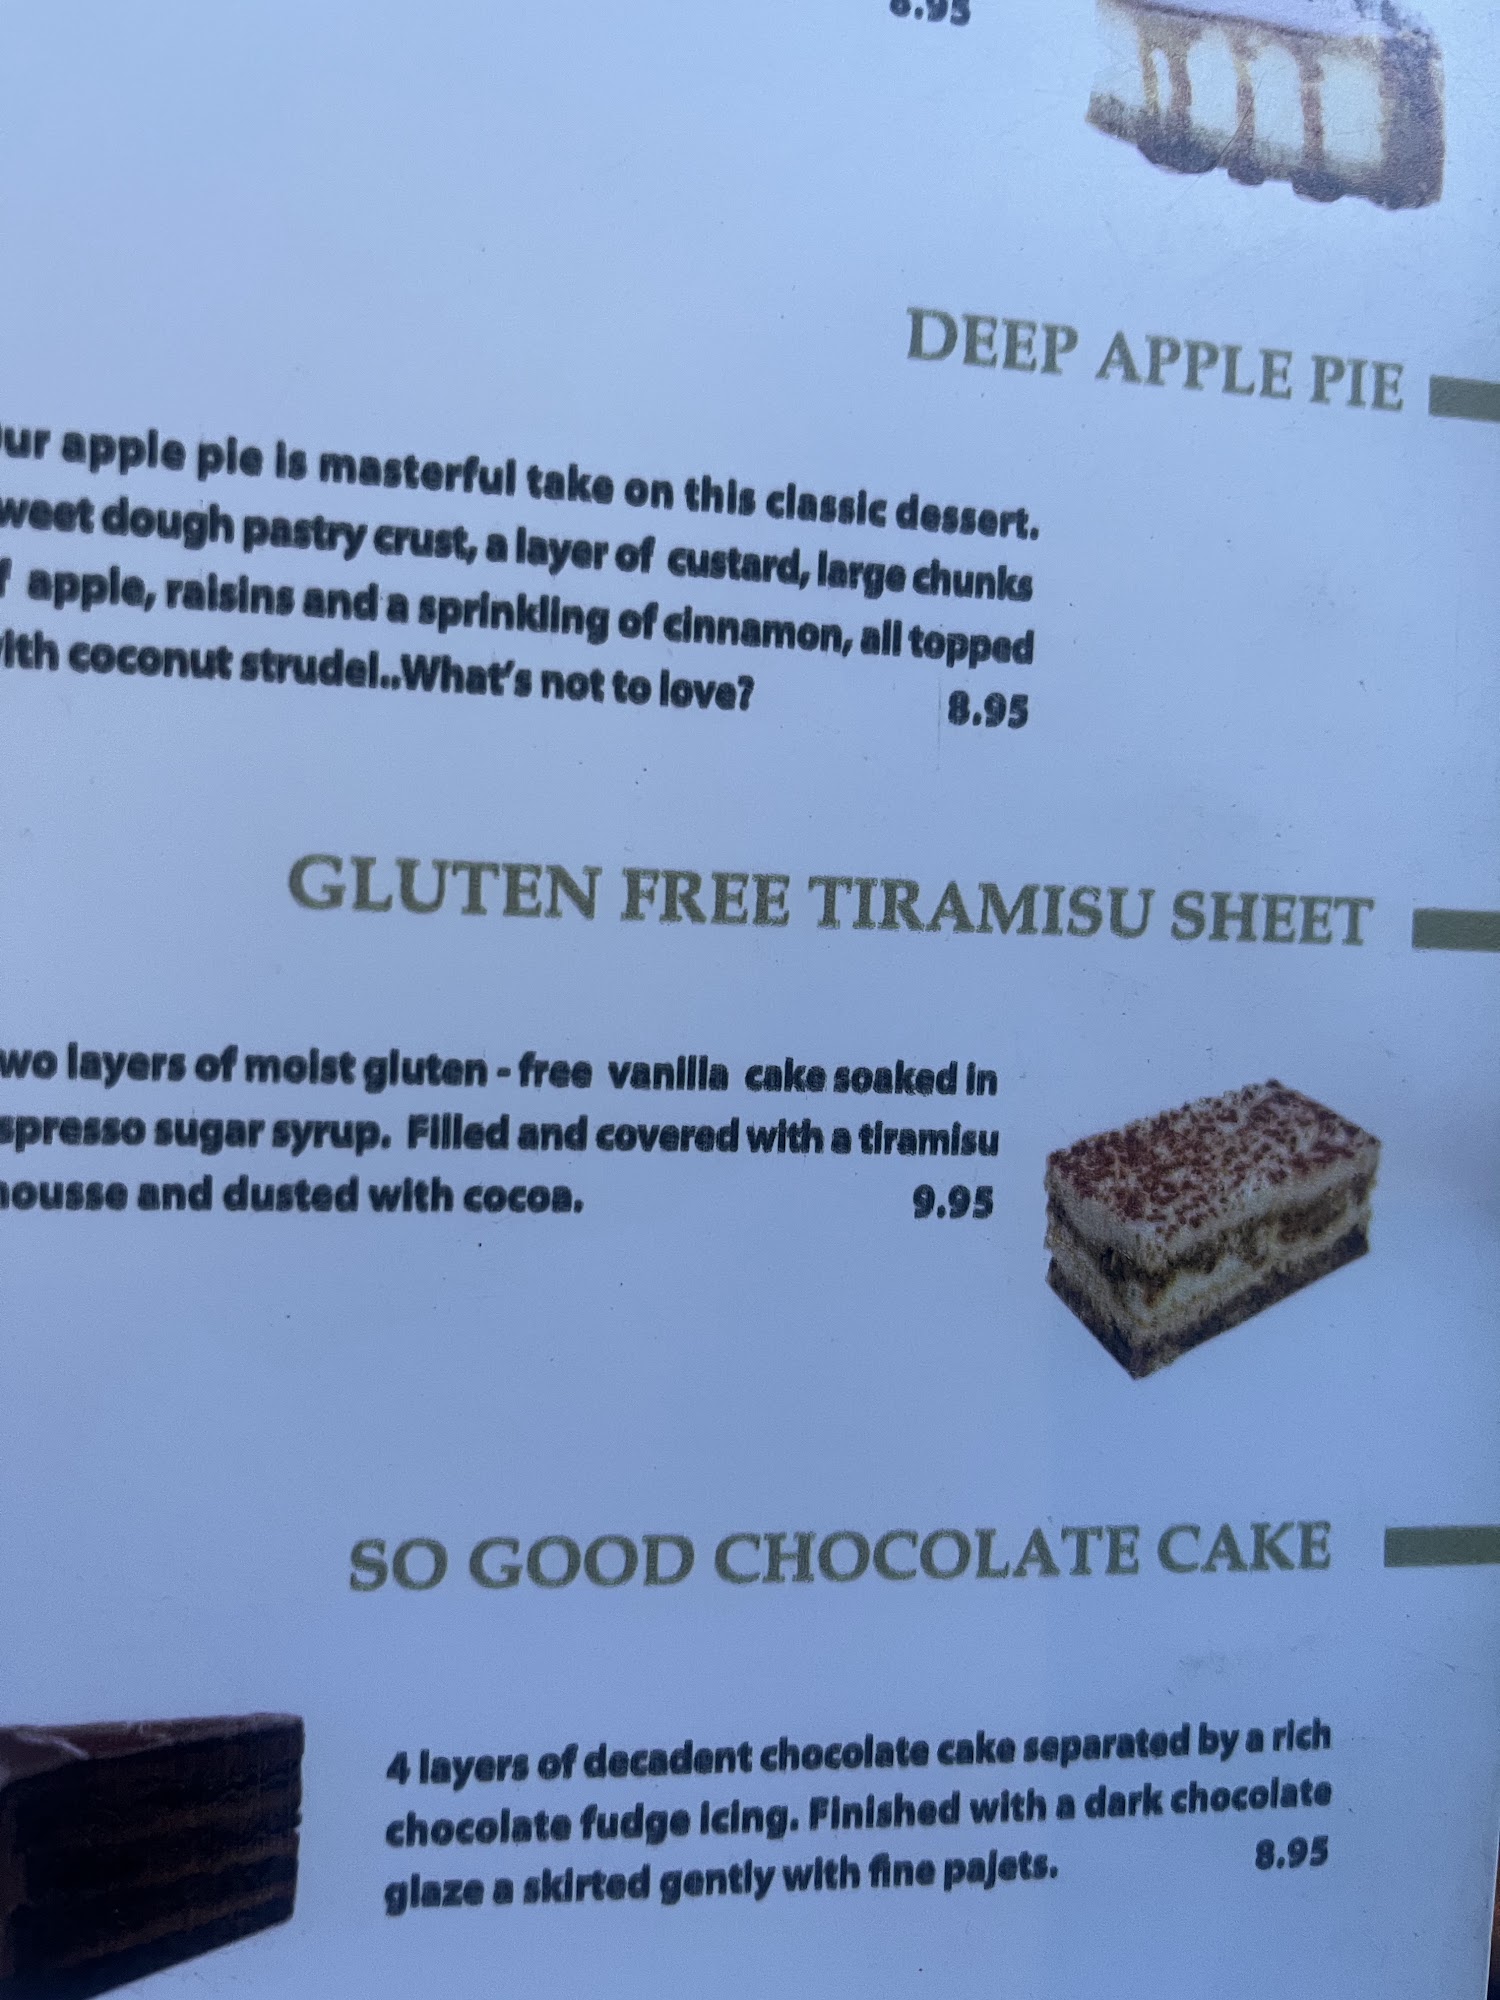 8.95
DEEP APPLE PIE
ur apple pie is masterful take on this classic dessert.
weet dough pastry crust, a layer of custard, large chunks
f apple, raisins and a sprinkling of cinnamon, all topped
ith coconut strudel..What's not to love? 8.95
GLUTEN FREE TIRAMISU SHEET
wo layers of moist gluten - free vanilla cake soaked in
spresso sugar syrup. Filled and covered with a tiramisu
ousse and dusted with cocoa. 9.95
SO GOOD CHOCOLATE CAKE
4 layers of decadent chocolate cake separated by a rich
chocolate fudge icing. Finished with a dark chocolate
glaze a skirted gently with fine pajets. 8.95